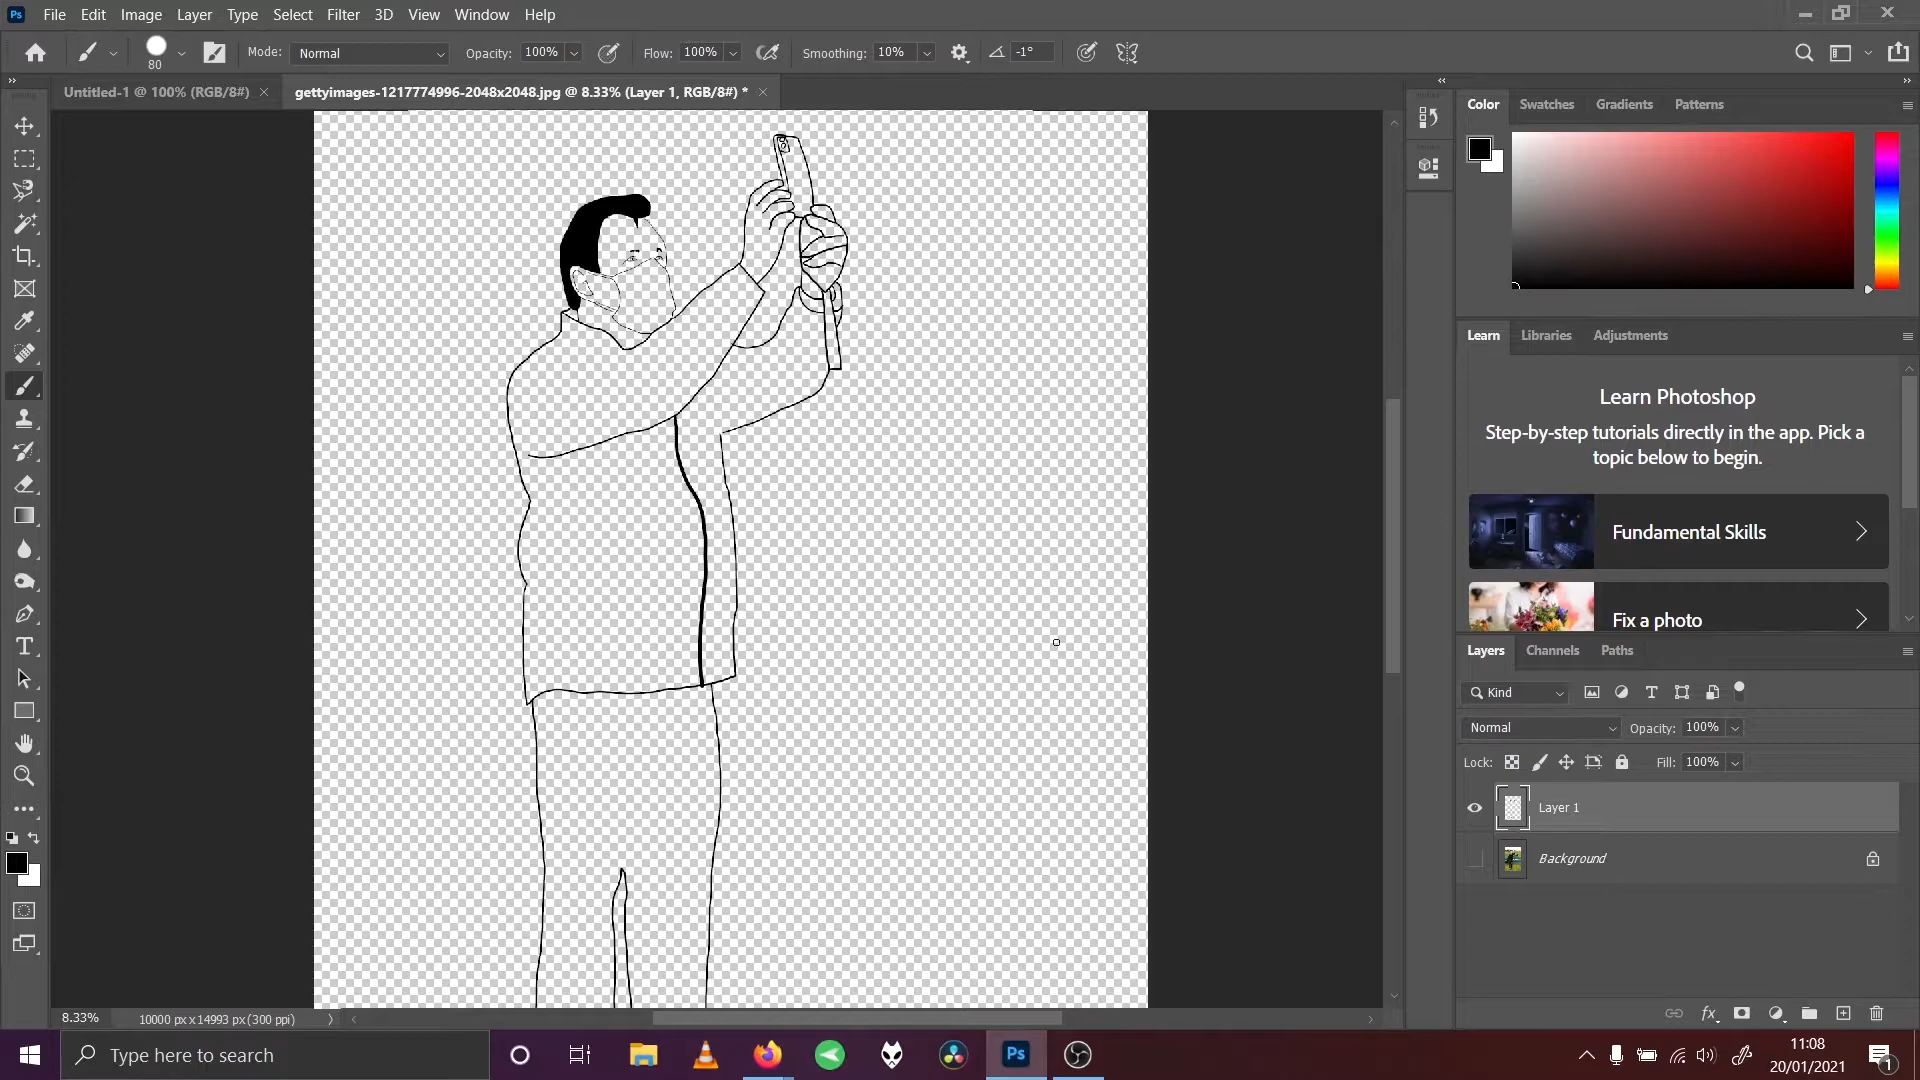 Ps File Edit Image Layer Type Select Filter 3D View Window Help
80 Mode: Normal Opacity: 100% Flow: 100% Smoothing: 10% -1°
Untitled-1 @ 100% (RGB/8#) gettyimages-1217774996-2048x2048.jpg @ 8.33% (Layer 1, RGB/8#) *
Color Swatches Gradients Patterns
Learn Libraries Adjustments
Learn Photoshop
Step-by-step tutorials directly in the app. Pick a
topic below to begin.
Fundamental Skills
Fix a photo
Layers Channels Paths
Kind
Normal Opacity: 100%
Lock: Fill: 100%
Layer 1
Background
fx
8.33% 10000 px x 14993 px (300 ppi)
Type here to search
Ps
11:08
20/01/2021
1